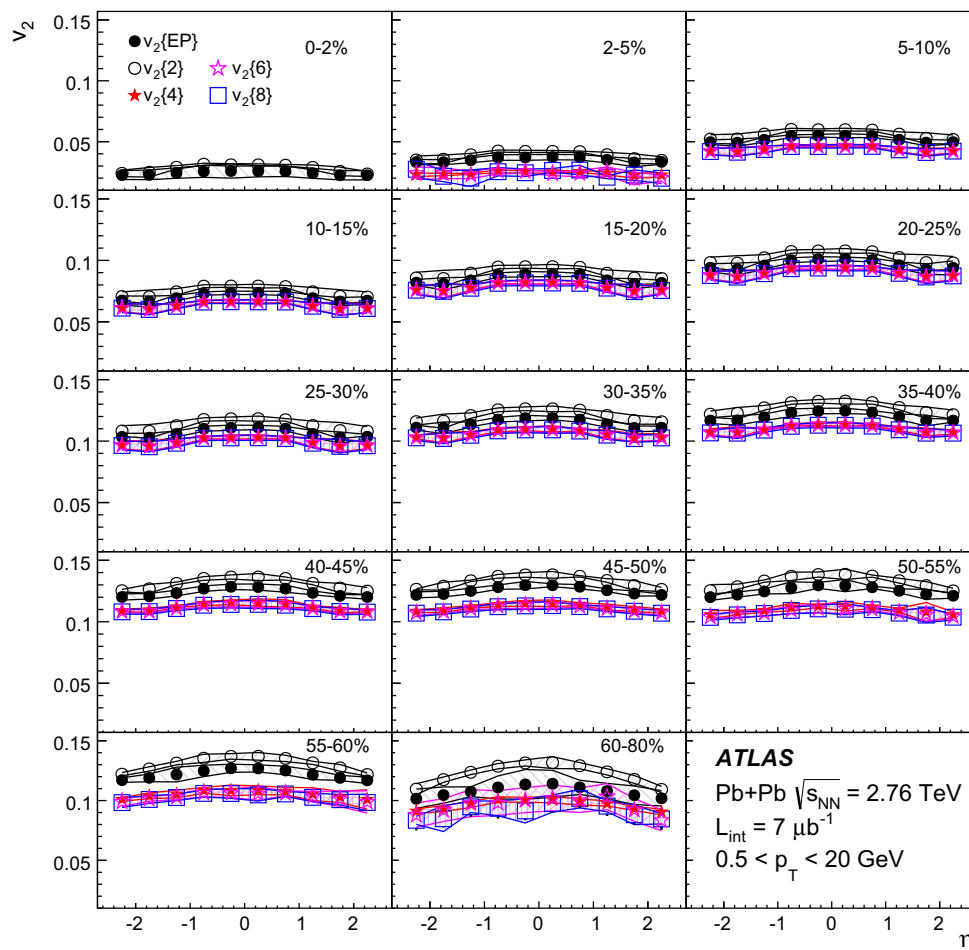 v₂
0.15
0.1
0.05
v₂{EP}
v₂{2}
v₂{4}
v₂{6}
v₂{8}
0-2%
2-5%
5-10%
0.15
0.1
0.05
10-15%
15-20%
20-25%
0.15
0.1
0.05
25-30%
30-35%
35-40%
0.15
0.1
0.05
40-45%
45-50%
50-55%
0.15
0.1
0.05
55-60%
60-80%
ATLAS
Pb+Pb √s_NN = 2.76 TeV
L_int = 7 μb⁻¹
0.5 < p_T < 20 GeV
-2 -1 0 1 2
-2 -1 0 1 2
-2 -1 0 1 2